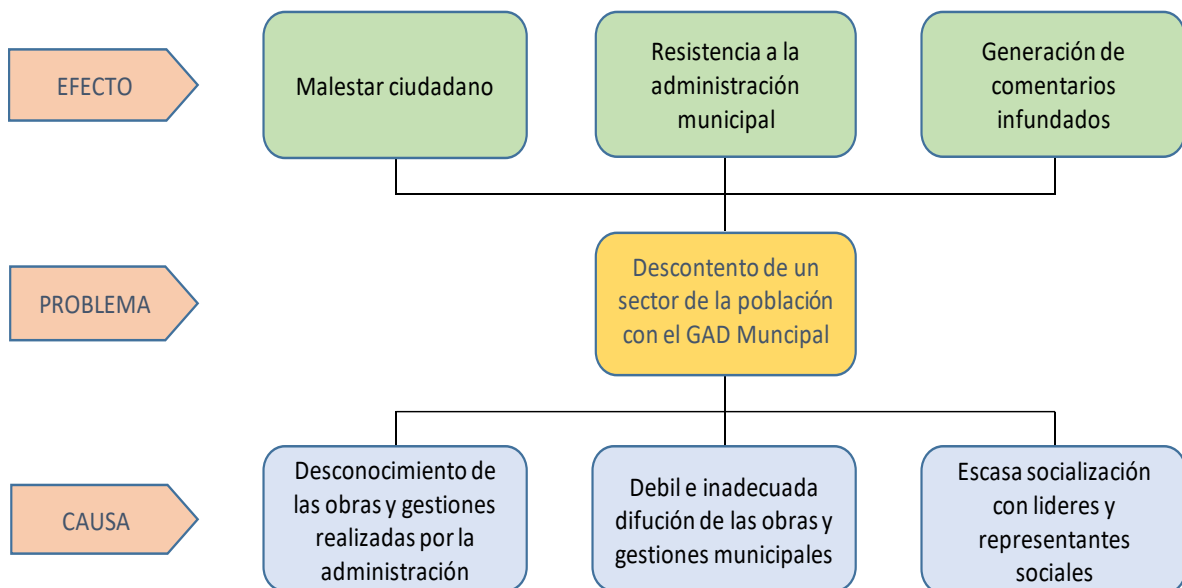 EFECTO
Malestar ciudadano
Resistencia a la
administración
municipal
Generación de
comentarios
infundados
PROBLEMA
Descontento de un
sector de la población
con el GAD Muncipal
CAUSA
Desconocimiento de
las obras y gestiones
realizadas por la
administración
Debil e inadecuada
difución de las obras y
gestiones municipales
Escasa socialización
con lideres y
representantes
sociales